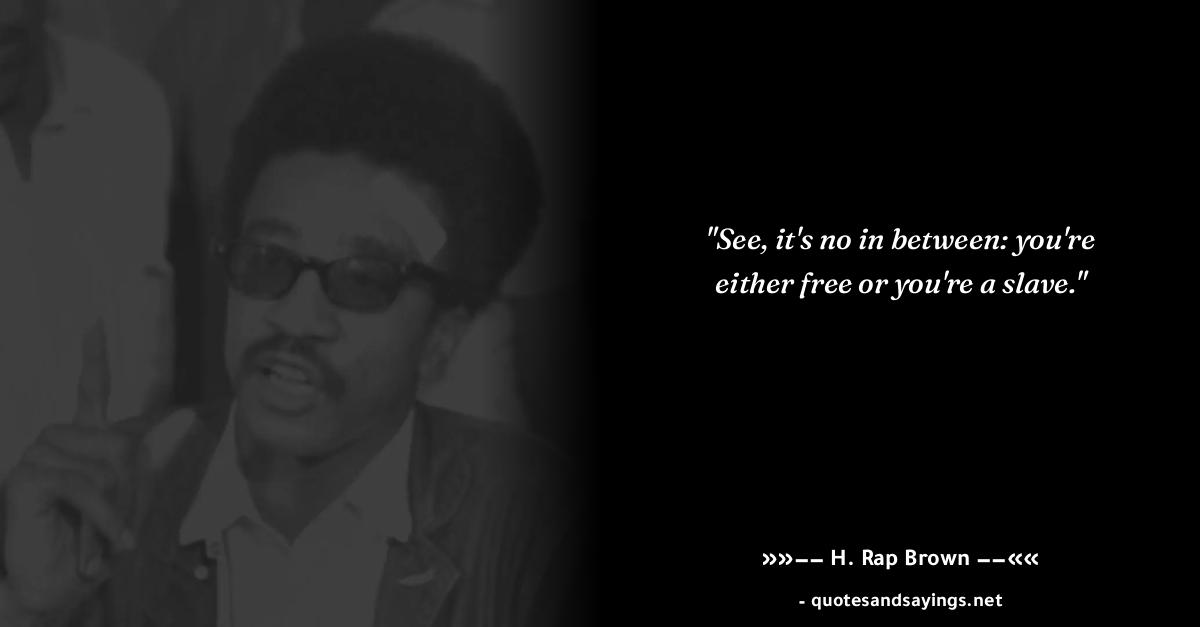 "See, it's no in between: you're
either free or you're a slave."
»»−− H. Rap Brown −−««
- quotesandsayings.net